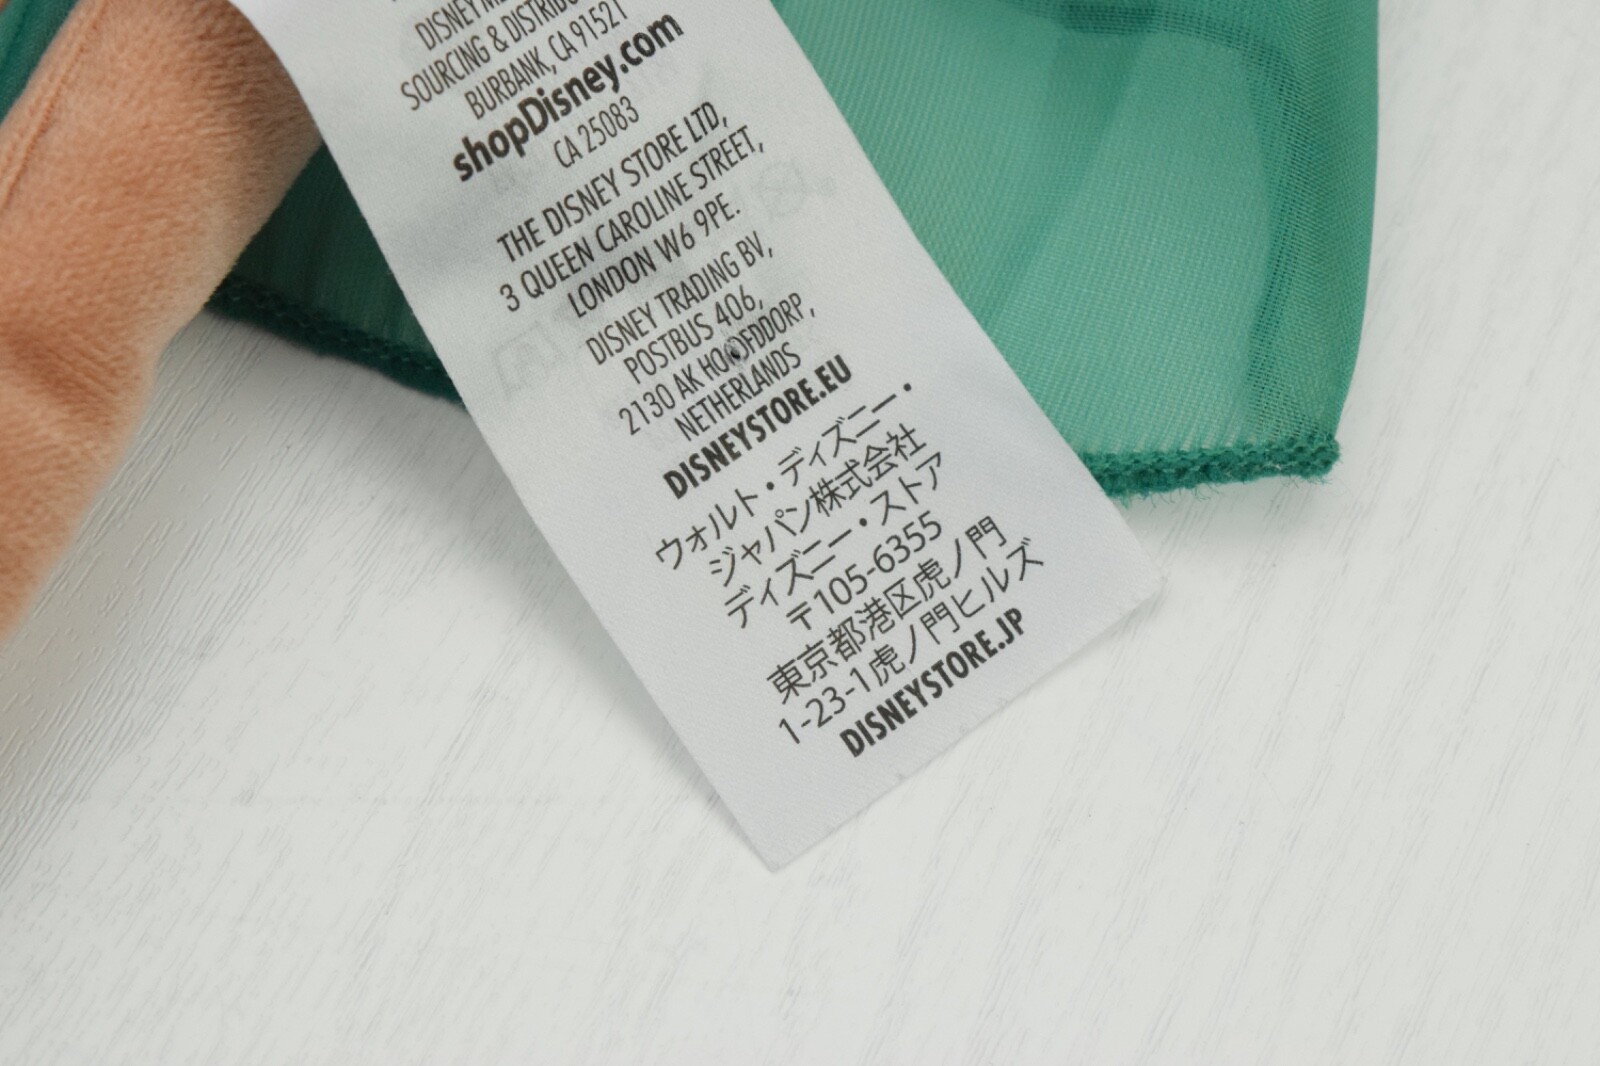 DISNEY
SOURCING & DISTRIBU
BURBANK, CA 91521
shopDisney.com
CA 25083
THE DISNEY STORE LTD,
3 QUEEN CAROLINE STREET,
LONDON W6 9PE.
DISNEY TRADING BV,
POSTBUS 406,
2130 AK HOOFDDORP,
NETHERLANDS
DISNEYSTORE.EU
ウォルト・ディズニー・
ジャパン株式会社
ディズニー・ストア
〒105-6355
東京都港区虎ノ門
1-23-1虎ノ門ヒルズ
DISNEYSTORE.JP